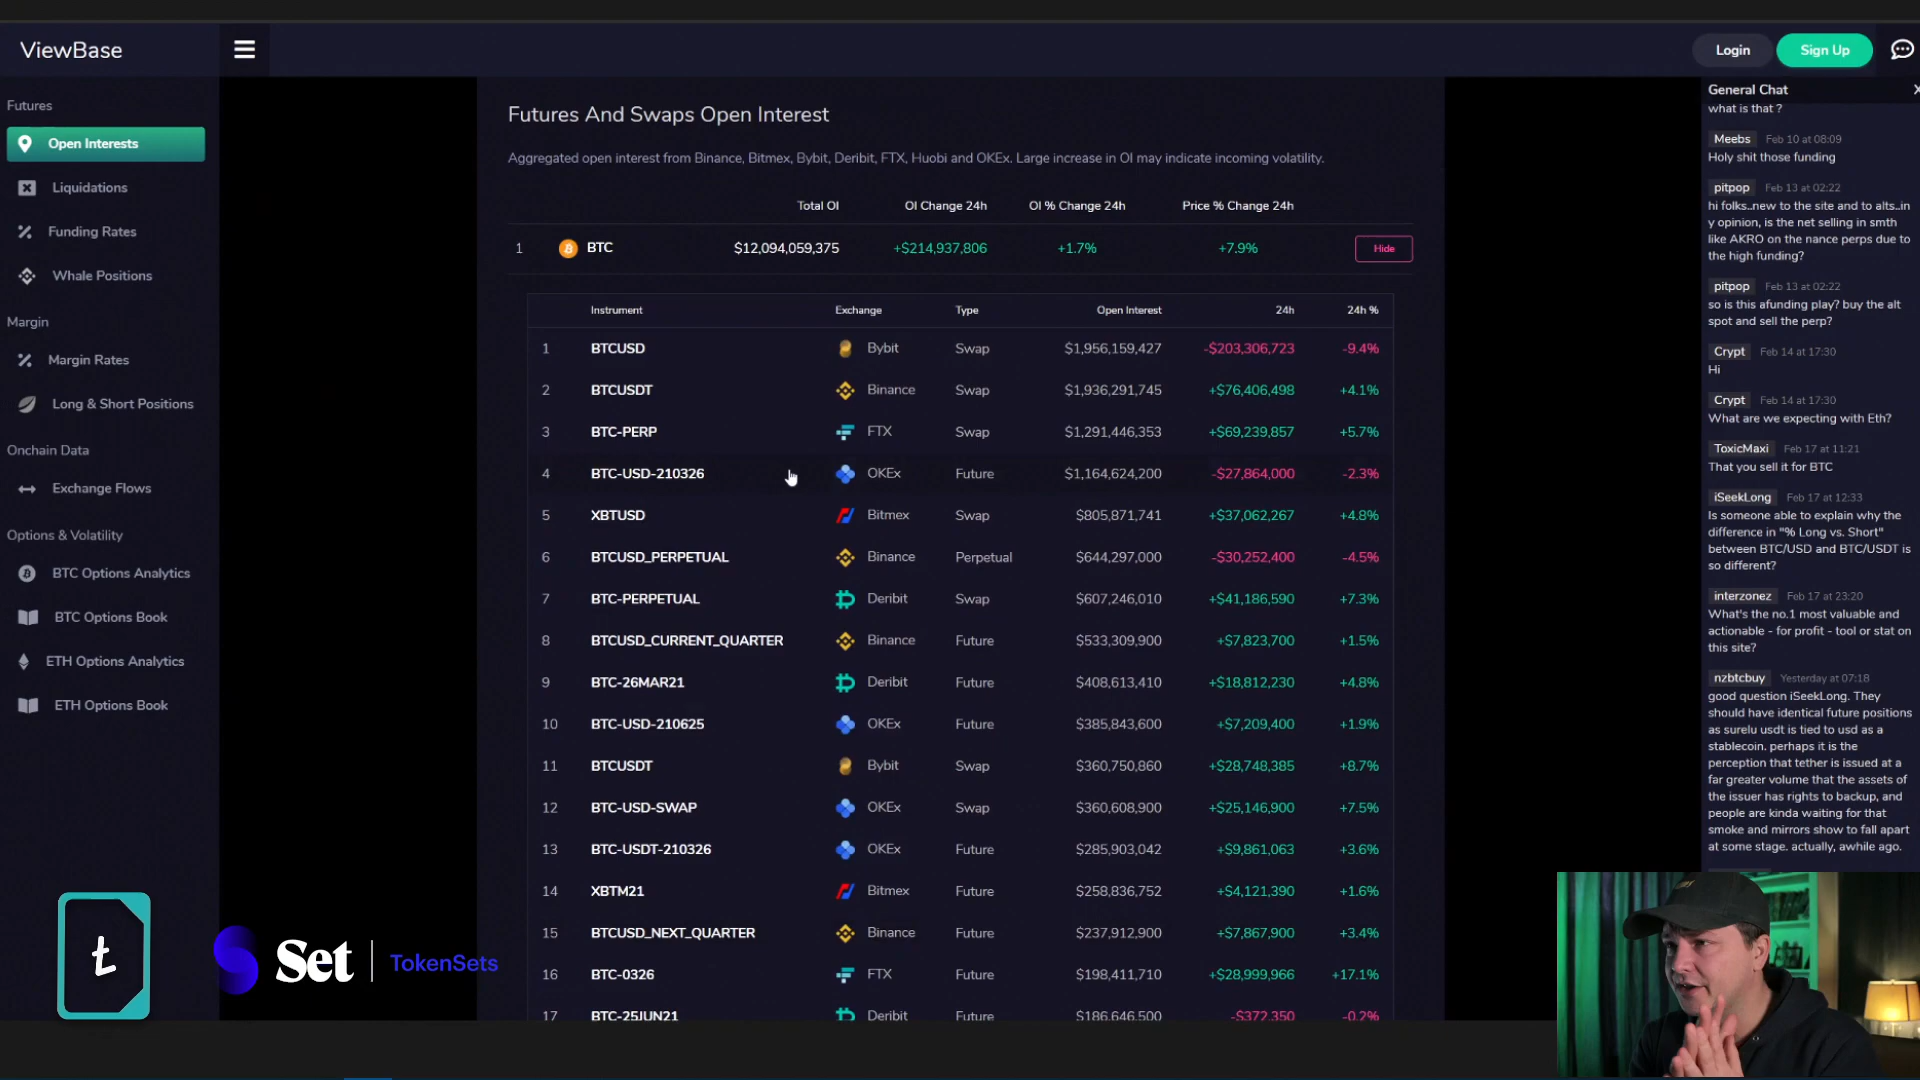 ViewBase
Login
Sign Up
Futures
Open Interests
Liquidations
Funding Rates
Whale Positions
Margin
Margin Rates
Long & Short Positions
Onchain Data
Exchange Flows
Options & Volatility
BTC Options Analytics
BTC Options Book
ETH Options Analytics
ETH Options Book
Futures And Swaps Open Interest
Aggregated open interest from Binance, Bitmex, Bybit, Deribit, FTX, Huobi and OKEx. Large increase in OI may indicate incoming volatility.
Total OI OI Change 24h OI % Change 24h Price % Change 24h
1 BTC $12,094,059,375 +$214,937,806 +1.7% +7.9% Hide
Instrument Exchange Type Open Interest 24h 24h %
1 BTCUSD Bybit Swap $1,956,159,427 -$203,306,723 -9.4%
2 BTCUSDT Binance Swap $1,936,291,745 +$76,406,498 +4.1%
3 BTC-PERP FTX Swap $1,291,446,353 +$69,239,857 +5.7%
4 BTC-USD-210326 OKEx Future $1,164,624,200 -$27,864,000 -2.3%
5 XBTUSD Bitmex Swap $805,871,741 +$37,062,267 +4.8%
6 BTCUSD_PERPETUAL Binance Perpetual $644,297,000 -$30,252,400 -4.5%
7 BTC-PERPETUAL Deribit Swap $607,246,010 +$41,186,590 +7.3%
8 BTCUSD_CURRENT_QUARTER Binance Future $533,309,900 +$7,823,700 +1.5%
9 BTC-26MAR21 Deribit Future $408,613,410 +$18,812,230 +4.8%
10 BTC-USD-210625 OKEx Future $385,843,600 +$7,209,400 +1.9%
11 BTCUSDT Bybit Swap $360,750,860 +$28,748,385 +8.7%
12 BTC-USD-SWAP OKEx Swap $360,608,900 +$25,146,900 +7.5%
13 BTC-USDT-210326 OKEx Future $285,903,042 +$9,861,063 +3.6%
14 XBTM21 Bitmex Future $258,836,752 +$4,121,390 +1.6%
15 BTCUSD_NEXT_QUARTER Binance Future $237,912,900 +$7,867,900 +3.4%
16 BTC-0326 FTX Future $198,411,710 +$28,999,966 +17.1%
17 BTC-25JUN21 Deribit Future $186,646,500 -$372,350 -0.2%
General Chat
what is that ?
Meebs Feb 10 at 08:09
Holy shit those funding
pitpop Feb 13 at 02:22
hi folks..new to the site and to alts..in
y opinion, is the net selling in smth
like AKRO on the nance perps due to
the high funding?
pitpop Feb 13 at 02:22
so is this afunding play? buy the alt
spot and sell the perp?
Crypt Feb 14 at 17:30
Hi
Crypt Feb 14 at 17:30
What are we expecting with Eth?
ToxicMaxi Feb 17 at 11:21
That you sell it for BTC
iSeekLong Feb 17 at 12:33
Is someone able to explain why the
difference in "% Long vs. Short"
between BTC/USD and BTC/USDT is
so different?
interzonez Feb 17 at 23:20
What's the no.1 most valuable and
actionable - for profit - tool or stat on
this site?
nzbtcbuy Yesterday at 07:18
good question iSeekLong. They
should have identical future positions
as surelu usdt is tied to usd as a
stablecoin. perhaps it is the
perception that tether is issued at a
far greater volume that the assets of
the issuer has rights to backup, and
people are kinda waiting for that
smoke and mirrors show to fall apart
at some stage. actually, awhile ago.
Set | TokenSets